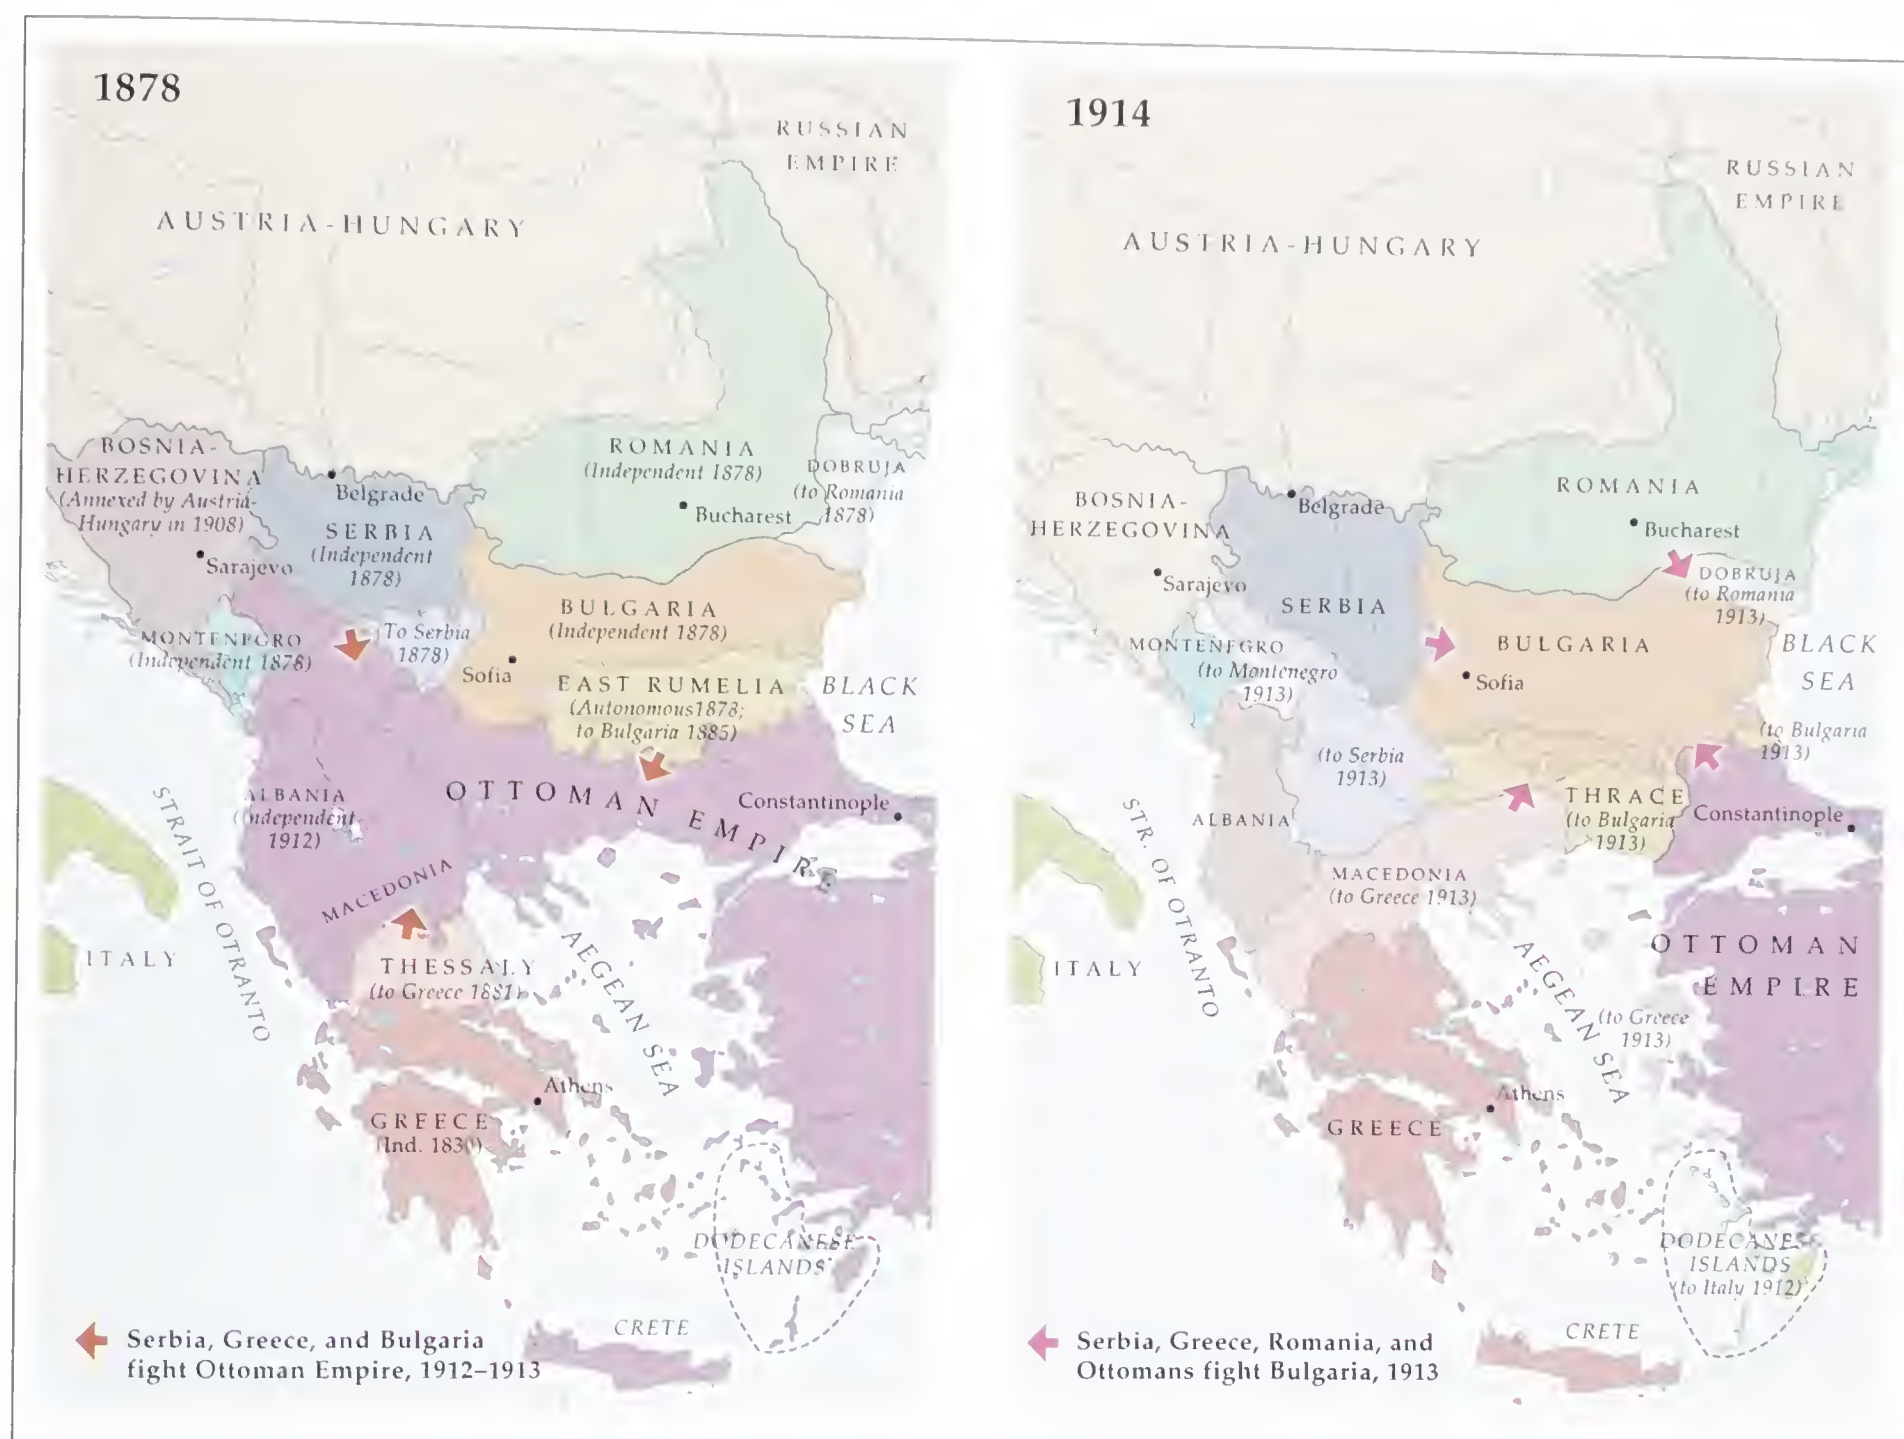 1878
RUSSIAN
EMPIRE
AUSTRIA-HUNGARY
BOSNIA-
HERZEGOVINA
(Annexed by Austria-
Hungary in 1908)
Sarajevo
Belgrade
SERBIA
(Independent
1878)
ROMANIA
(Independent 1878)
Bucharest
DOBRUJA
(to Romania
1878)
MONTENEGRO
(Independent 1878)
To Serbia
1878)
BULGARIA
(Independent 1878)
Sofia
EAST RUMELIA
(Autonomous1878;
to Bulgaria 1885)
BLACK
SEA
OTTOMAN EMPIRE
Constantinople
ALBANIA
(Independent
1912)
MACEDONIA
STRAIT OF OTRANTO
ITALY
THESSALY
(to Greece 1881)
AEGEAN SEA
Athens
GREECE
(Ind. 1830)
DODECANESE
ISLANDS
CRETE
Serbia, Greece, and Bulgaria
fight Ottoman Empire, 1912–1913
1914
RUSSIAN
EMPIRE
AUSTRIA-HUNGARY
BOSNIA-
HERZEGOVINA
Sarajevo
Belgrade
SERBIA
ROMANIA
Bucharest
DOBRUJA
(to Romania
1913)
MONTENEGRO
(to Montenegro
1913)
BULGARIA
Sofia
BLACK
SEA
(to Bulgaria
1913)
(to Serbia
1913)
THRACE
(to Bulgaria
1913)
Constantinople
ALBANIA
MACEDONIA
(to Greece 1913)
STR. OF OTRANTO
ITALY
OTTOMAN
EMPIRE
AEGEAN SEA
(to Greece
1913)
Athens
GREECE
DODECANESE
ISLANDS
(to Italy 1912)
CRETE
Serbia, Greece, Romania, and
Ottomans fight Bulgaria, 1913